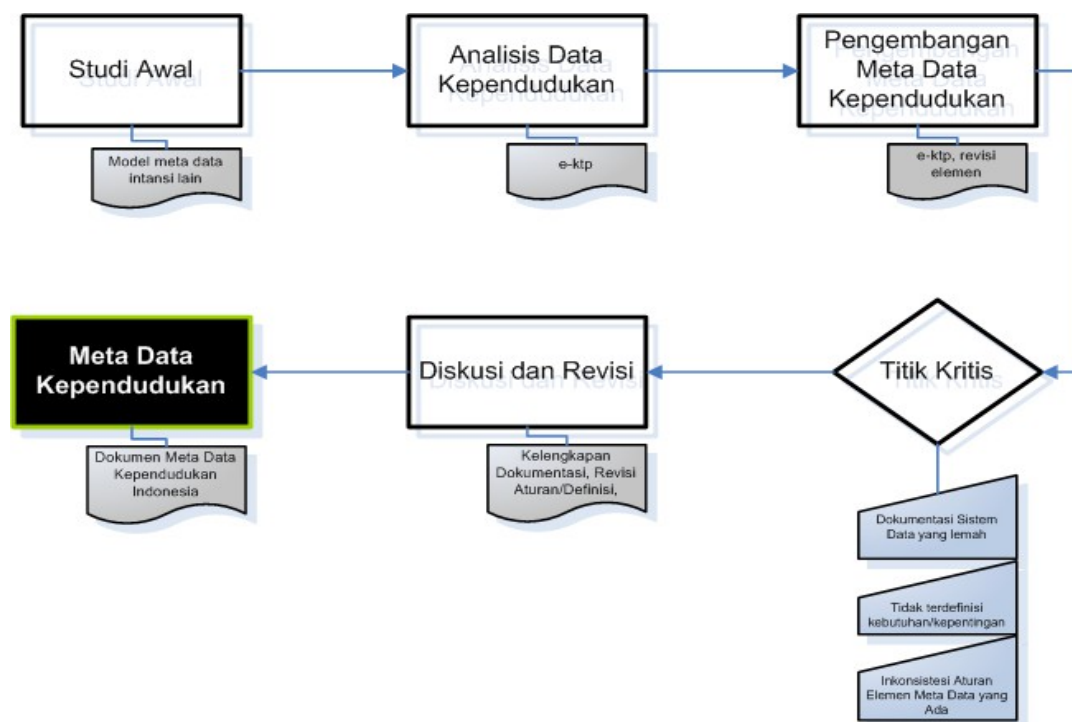 Studi Awal
Model meta data
intansi lain
Analisis Data
Kependudukan
e-ktp
Pengembangan
Meta Data
Kependudukan
e-ktp, revisi
elemen
Meta Data
Kependudukan
Dokumen Meta Data
Kependudukan
Indonesia
Diskusi dan Revisi
Kelengkapan
Dokumentasi, Revisi
Aturan/Definisi,
Titik Kritis
Dokumentasi Sistem
Data yang lemah
Tidak terdefinisi
kebutuhan/kepentingan
Inkonsistesi Aturan
Elemen Meta Data yang
Ada